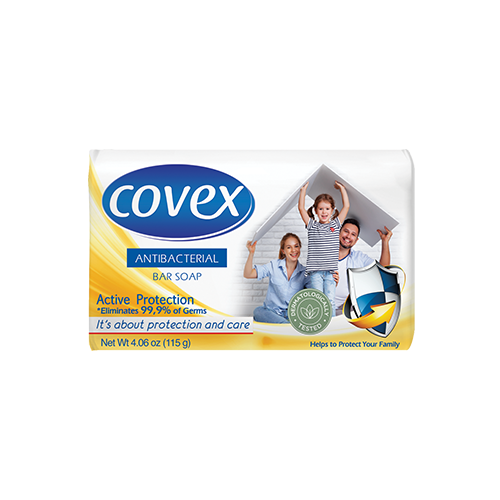 covex
ANTIBACTERIAL
BAR SOAP
Active Protection
*Eliminates 99,9% of Germs
It's about protection and care
Net Wt 4.06 oz (115 g)
DERMATOLOGICALLY
TESTED
Helps to Protect Your Family